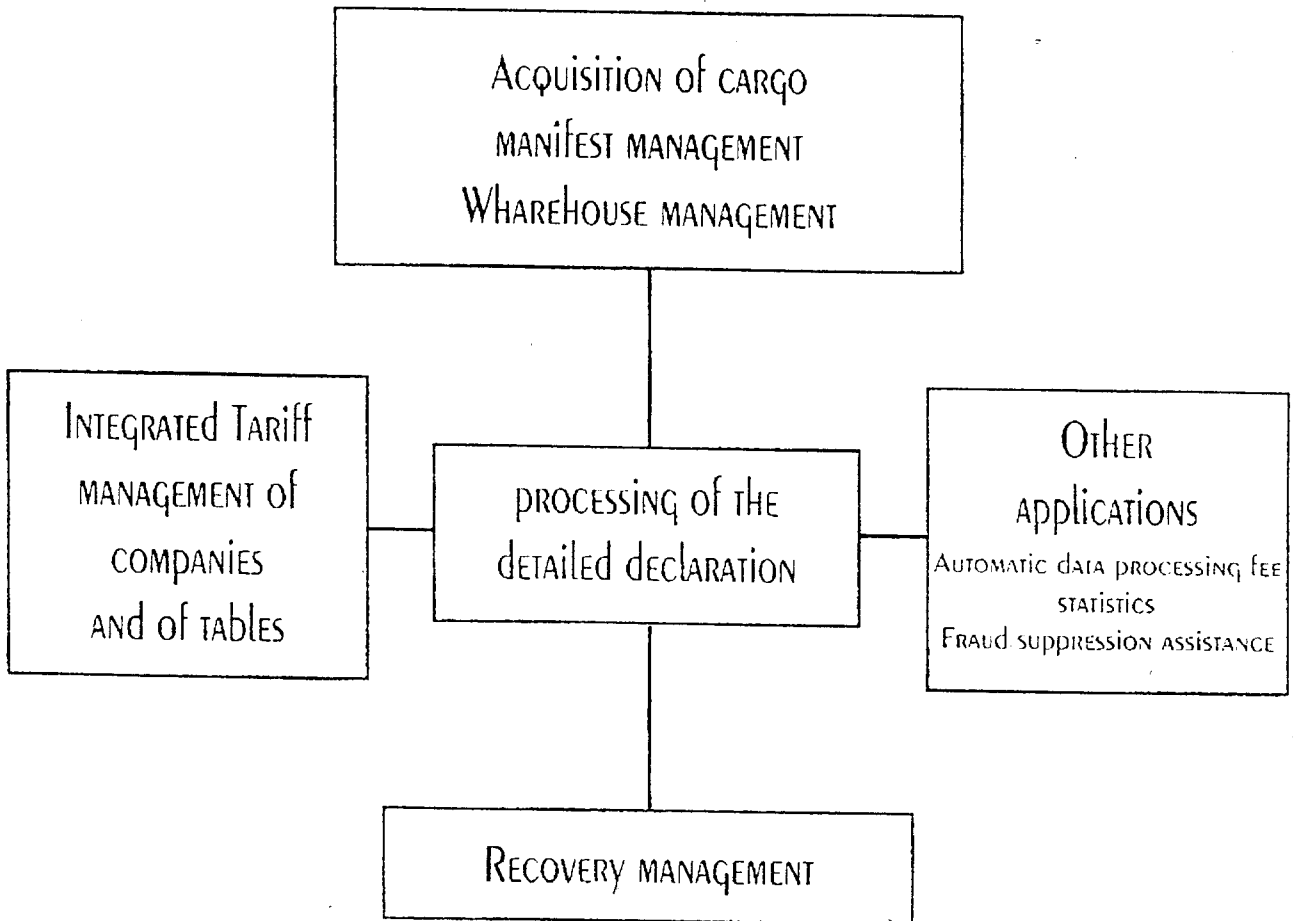 Acquisition of cargo
manifest management
Wharehouse management
Integrated Tariff
management of
companies
and of tables
processing of the
detailed declaration
Other
applications
Automatic data processing fee
statistics
Fraud suppression assistance
Recovery management